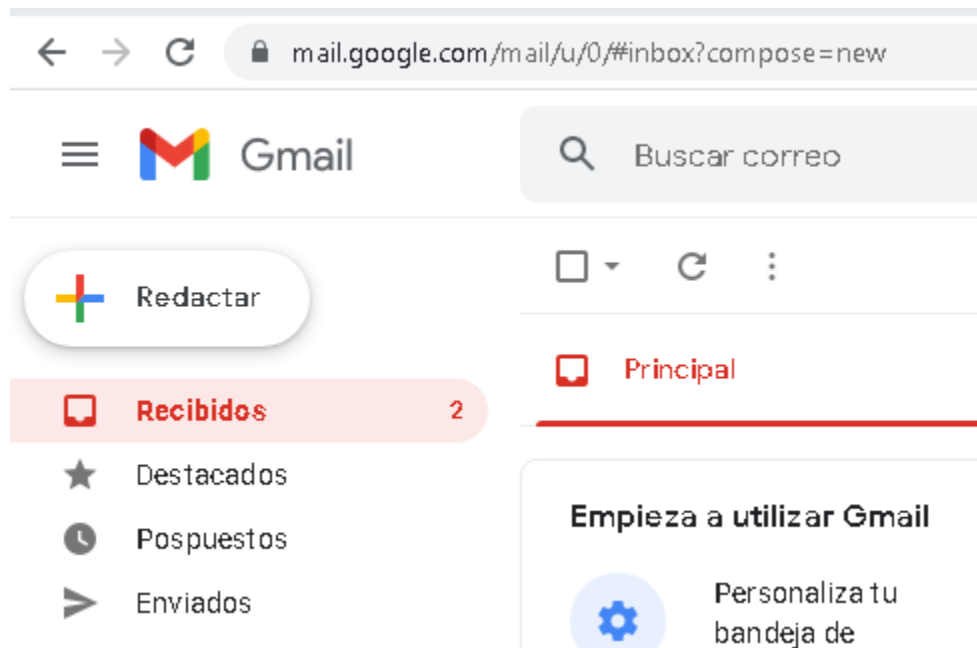 mail.google.com/mail/u/0/#inbox?compose=new
Gmail
Buscar correo
Redactar
Principal
Recibidos 2
Destacados
Pospuestos
Enviados
Empieza a utilizar Gmail
Personaliza tu
bandeja de